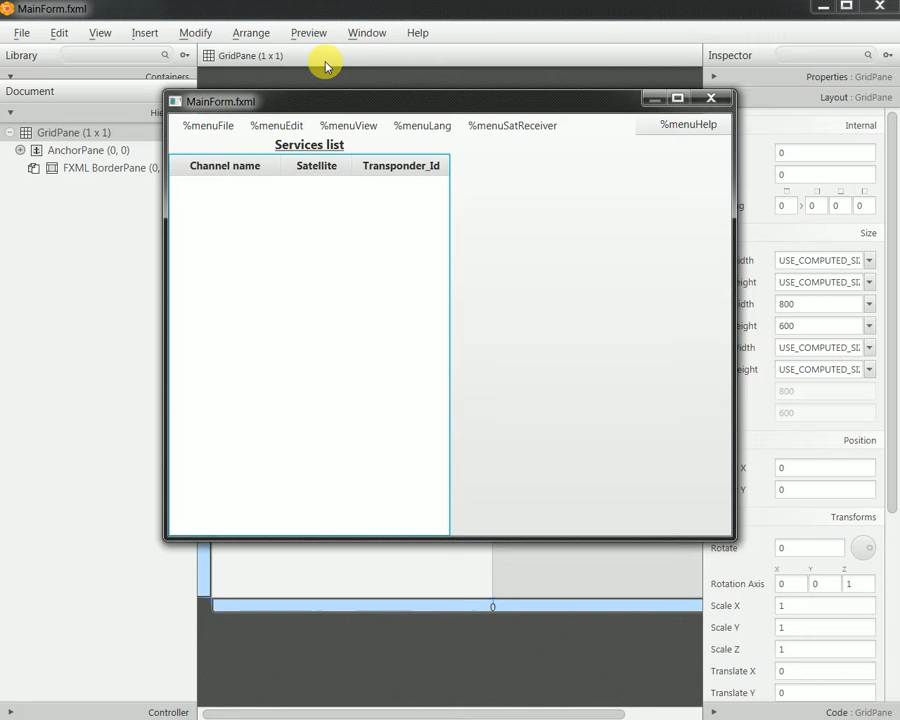 MainForm.fxml
File Edit View Insert Modify Arrange Preview Window Help
Library
GridPane (1 x 1)
Inspector
Containers
Properties : GridPane
Document
Layout : GridPane
MainForm.fxml
%menuFile %menuEdit %menuView %menuLang %menuSatReceiver %menuHelp
Internal
GridPane (1 x 1)
Services list
AnchorPane (0, 0)
0
Channel name Satellite Transponder_Id
FXML BorderPane (0,
0
0 0 0 0
Size
USE_COMPUTED_SI
USE_COMPUTED_SI
800
600
USE_COMPUTED_SI
USE_COMPUTED_SI
800
600
Position
X 0
Y 0
Transforms
Rotate 0
X Y Z
Rotation Axis 0 0 1
Scale X 1
0
Scale Y 1
Scale Z 1
Translate X 0
Translate Y 0
Controller
Code : GridPane